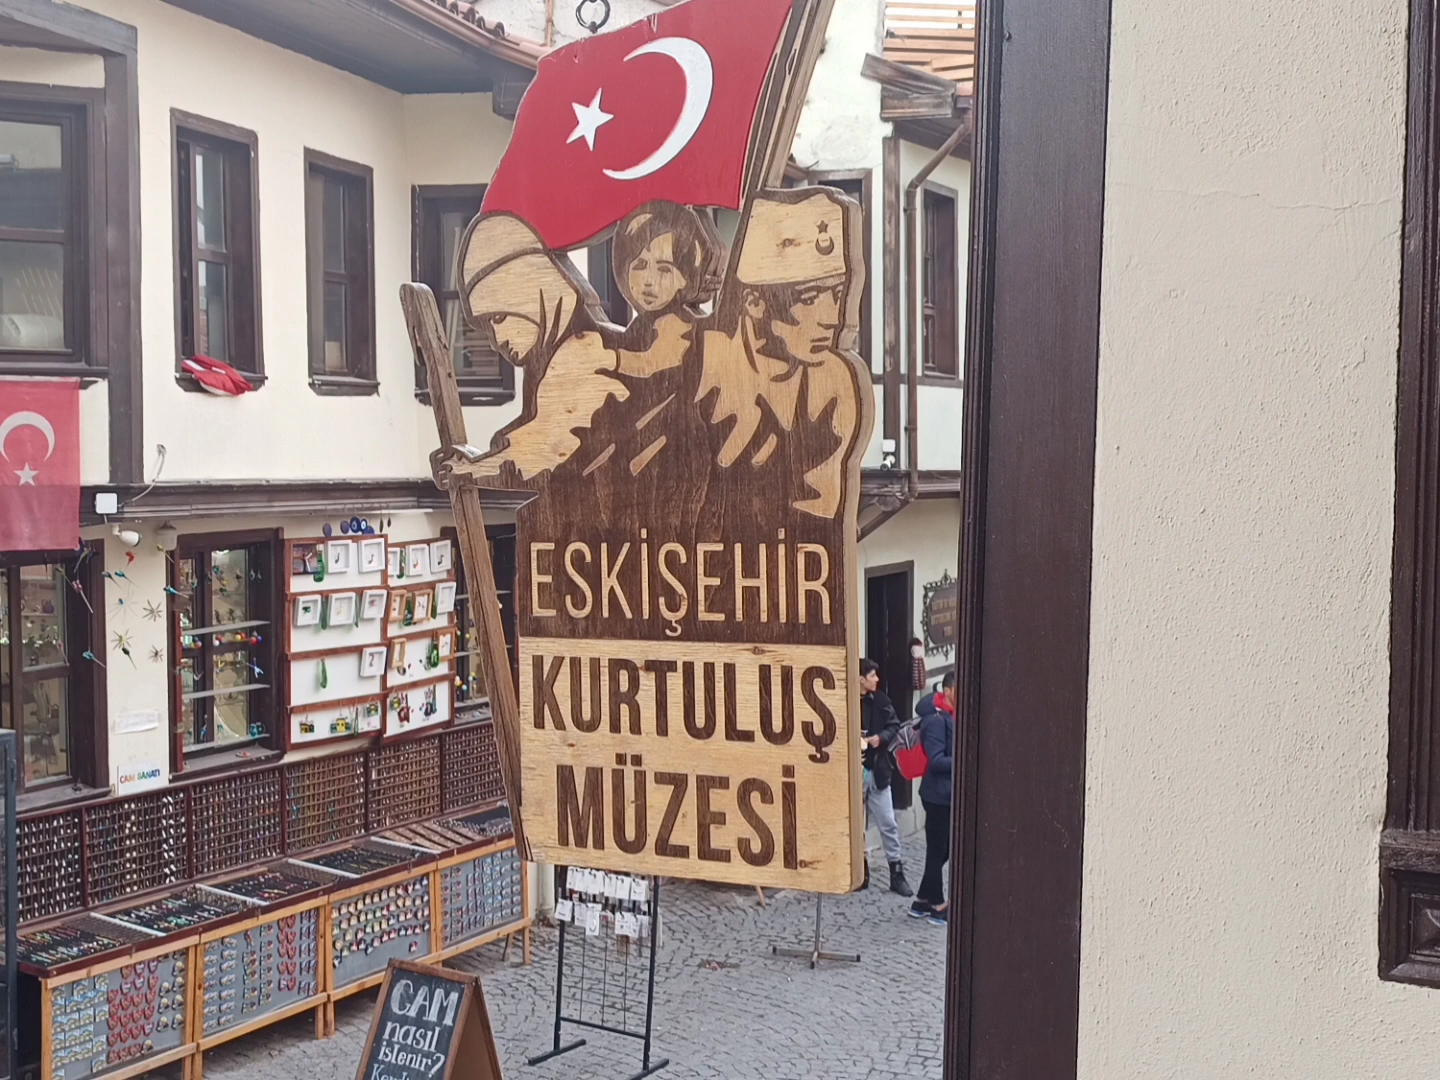 ESKİŞEHİR
KURTULUŞ
MÜZESİ
CAM SANATI
CAM
nasıl
işlenir?